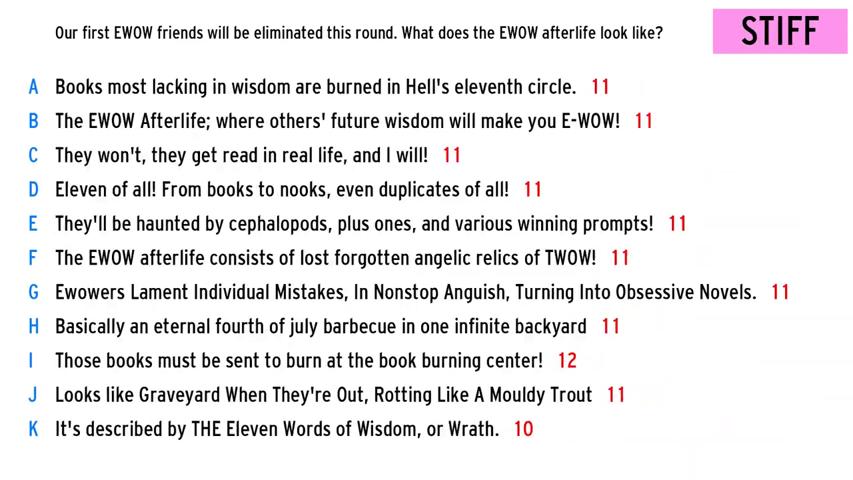 Our first EWOW friends will be eliminated this round. What does the EWOW afterlife look like?
STIFF
A Books most lacking in wisdom are burned in Hell's eleventh circle. 11
B The EWOW Afterlife; where others' future wisdom will make you E-WOW! 11
C They won't, they get read in real life, and I will! 11
D Eleven of all! From books to nooks, even duplicates of all! 11
E They'll be haunted by cephalopods, plus ones, and various winning prompts! 11
F The EWOW afterlife consists of lost forgotten angelic relics of TWOW! 11
G Ewowers Lament Individual Mistakes, In Nonstop Anguish, Turning Into Obsessive Novels. 11
H Basically an eternal fourth of july barbecue in one infinite backyard 11
I Those books must be sent to burn at the book burning center! 12
J Looks like Graveyard When They're Out, Rotting Like A Mouldy Trout 11
K It's described by THE Eleven Words of Wisdom, or Wrath. 10